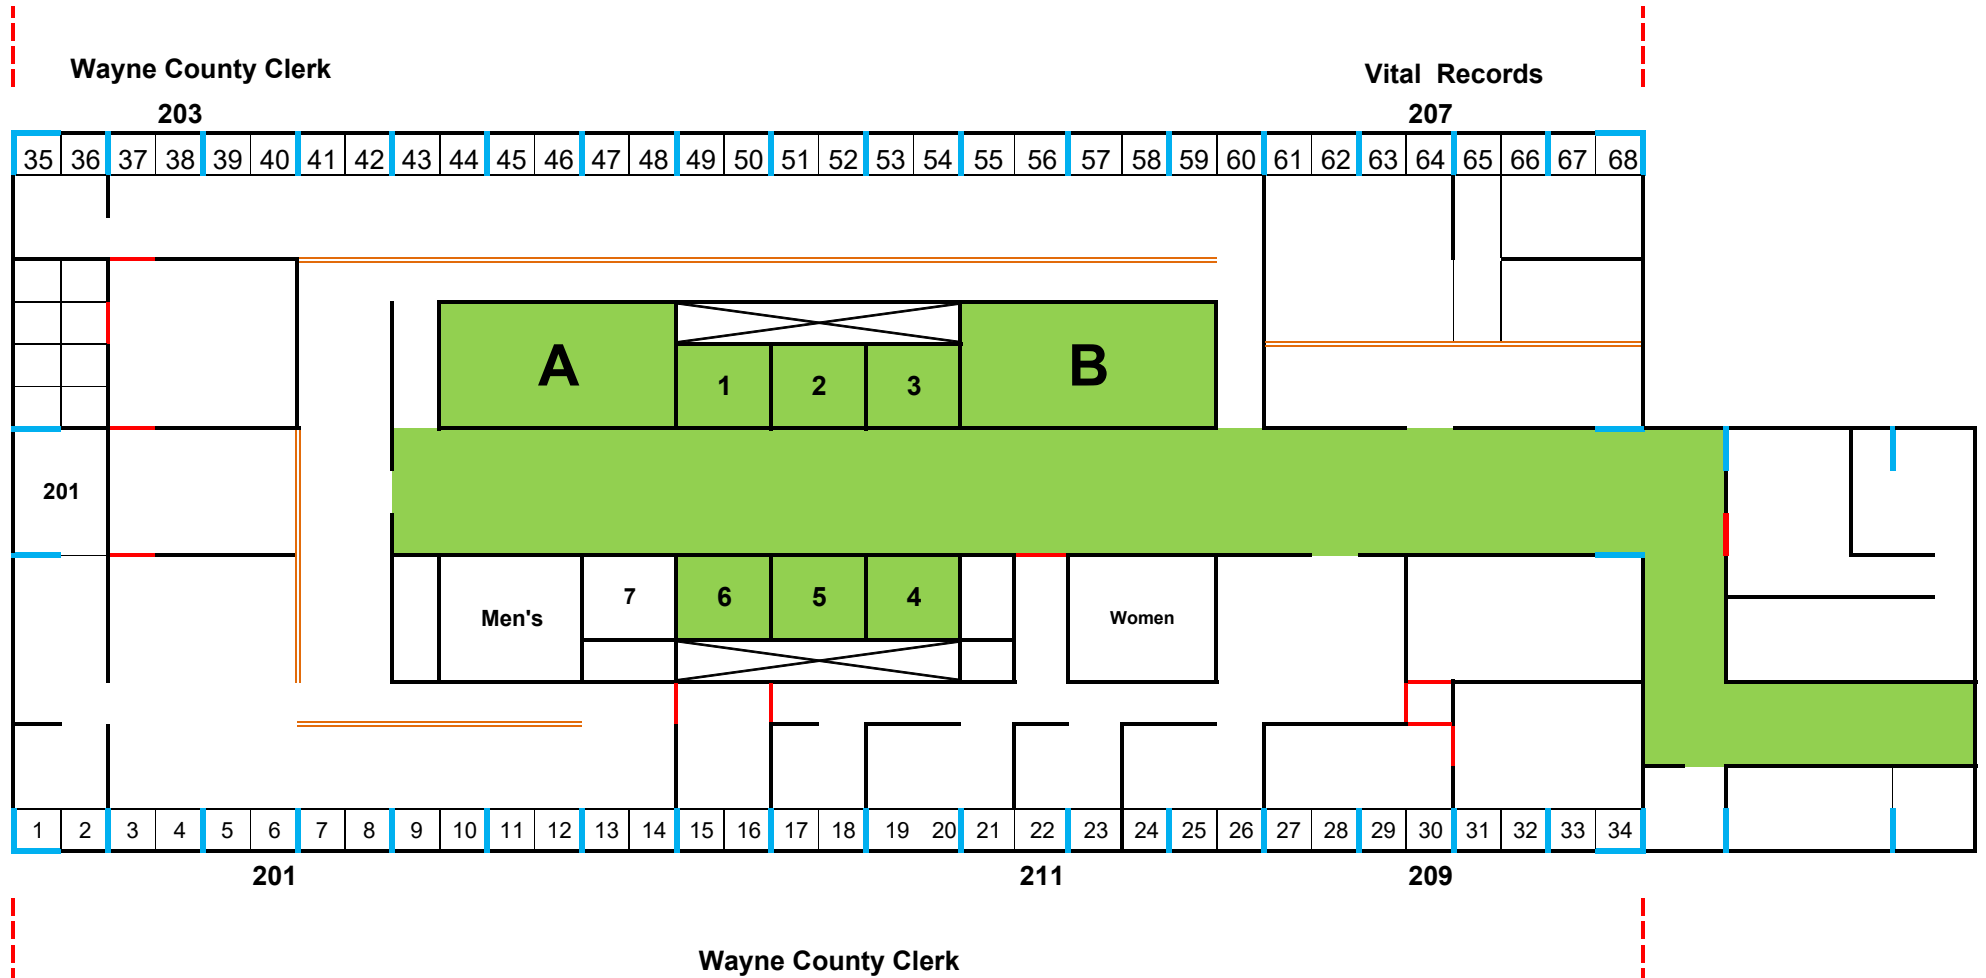 Wayne County Clerk
Vital Records
203
207
35 36 37 38 39 40 41 42 43 44 45 46 47 48 49 50 51 52 53 54 55 56 57 58 59 60 61 62 63 64 65 66 67 68
A
B
1 2 3
201
Men's
7
6 5 4
Women
1 2 3 4 5 6 7 8 9 10 11 12 13 14 15 16 17 18 19 20 21 22 23 24 25 26 27 28 29 30 31 32 33 34
201
211
209
Wayne County Clerk